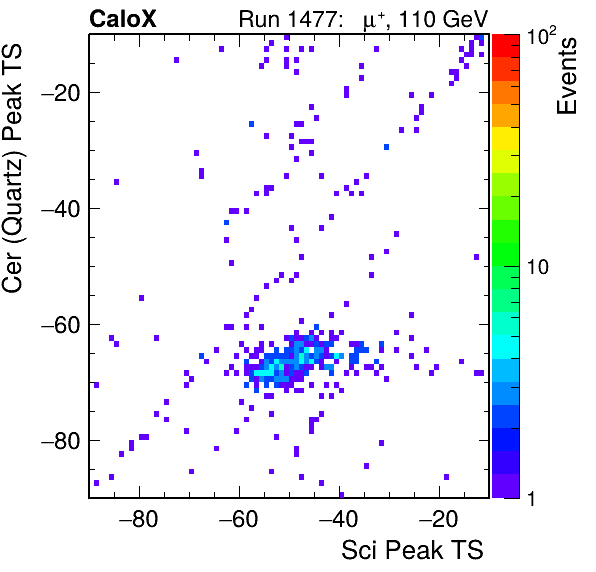 CaloX Run 1477: μ⁺, 110 GeV
Cer (Quartz) Peak TS
−20
−40
−60
−80
−80 −60 −40 −20
Sci Peak TS
10²
10
1
Events